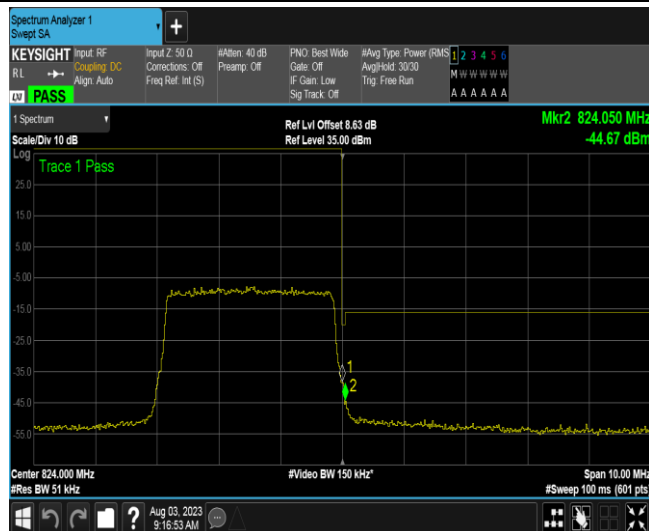 Spectrum Analyzer 1
Swept SA
+
KEYSIGHT Input: RF
Coupling: DC
Align: Auto
RL
LXI PASS
Input Z: 50 Ω
Corrections: Off
Freq Ref: Int (S)
#Atten: 40 dB
Preamp: Off
PNO: Best Wide
Gate: Off
IF Gain: Low
Sig Track: Off
#Avg Type: Power (RMS
Avg|Hold: 30/30
Trig: Free Run
1 2 3 4 5 6
M W W W W W
A A A A A A
1 Spectrum
Scale/Div 10 dB
Ref Lvl Offset 8.63 dB
Ref Level 35.00 dBm
Mkr2 824.050 MHz
-44.67 dBm
Log
Trace 1 Pass
25.0
15.0
5.00
-5.00
-15.0
-25.0
-35.0
-45.0
-55.0
1
2
Center 824.000 MHz
#Res BW 51 kHz
#Video BW 150 kHz*
Span 10.00 MHz
#Sweep 100 ms (601 pts)
?
Aug 03, 2023
9:16:53 AM